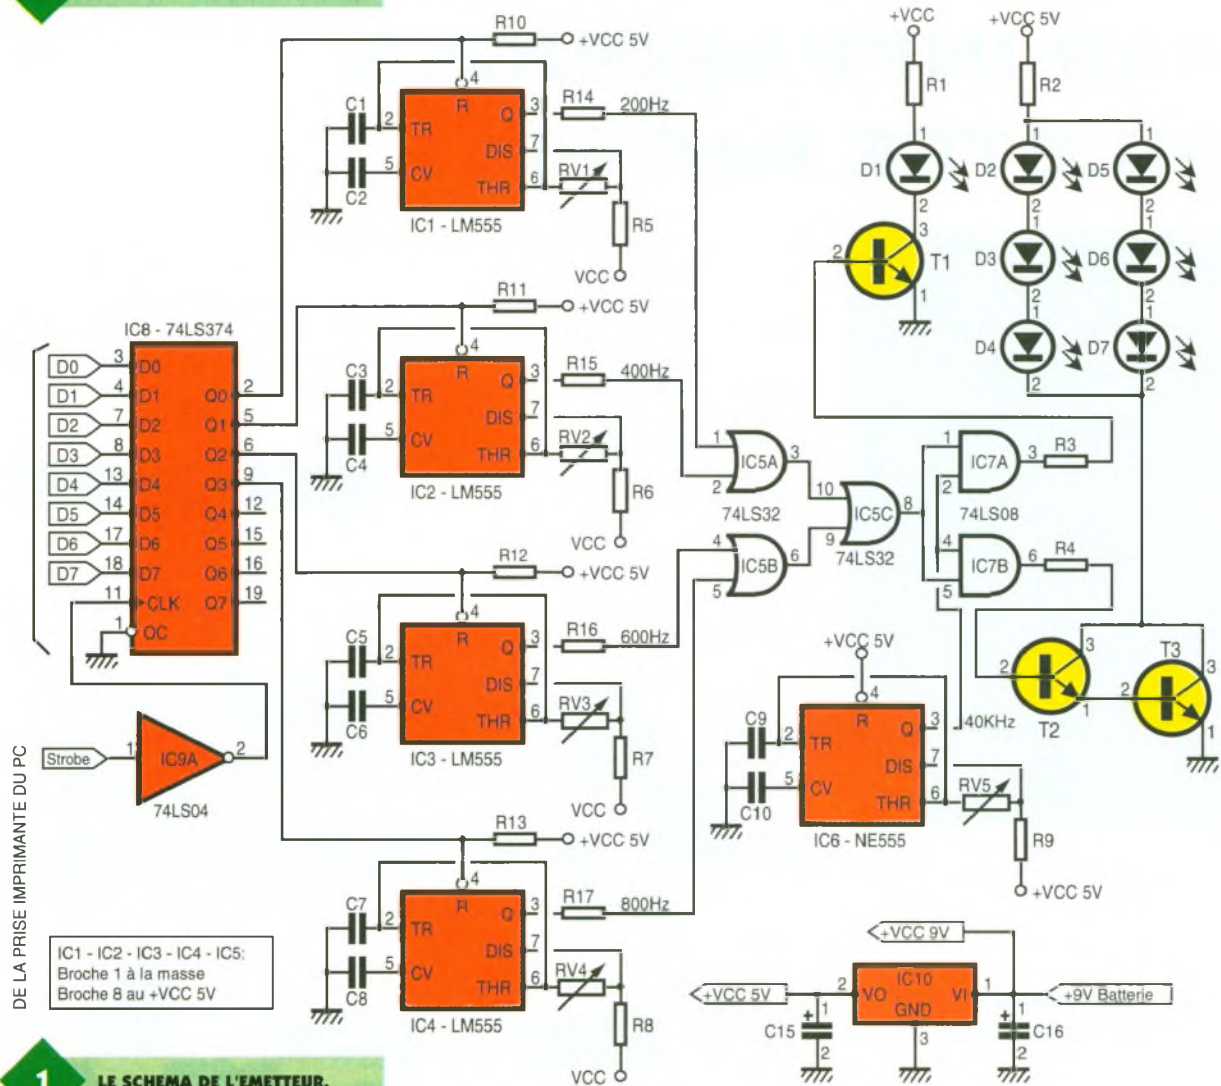 R10
+VCC 5V
4
R
C1
2
TR
Q
3
R14
200Hz
DIS
7
C2
5
CV
THR
6
RV1
R5
IC1 - LM555
VCC
R11
+VCC 5V
4
R
C3
2
TR
Q
3
R15
400Hz
DIS
7
C4
5
CV
THR
6
RV2
R6
IC2 - LM555
VCC
R12
+VCC 5V
4
R
C5
2
TR
Q
3
R16
600Hz
DIS
7
C6
5
CV
THR
6
RV3
R7
IC3 - LM555
VCC
R13
+VCC 5V
4
R
C7
2
TR
Q
3
R17
800Hz
DIS
7
C8
5
CV
THR
6
RV4
R8
IC4 - LM555
VCC
IC8 - 74LS374
D0 3 D0 Q0 2
D1 4 D1 Q1 5
D2 7 D2 Q2 6
D3 8 D3 Q3 9
D4 13 D4 Q4 12
D5 14 D5 Q5 15
D6 17 D6 Q6 16
D7 18 D7 Q7 19
11 CLK
1 OC
Strobe 1 IC9A 2
74LS04
DE LA PRISE IMPRIMANTE DU PC
IC1 - IC2 - IC3 - IC4 - IC5:
Broche 1 à la masse
Broche 8 au +VCC 5V
1
2
IC5A
3
74LS32
4
5
IC5B
6
10
9
IC5C
8
74LS32
1
2
IC7A
3
R3
74LS08
4
5
IC7B
6
R4
+VCC
R1
1
D1
2
2
3
T1
1
+VCC 5V
R2
1
D2
2
1
D3
2
1
D4
2
1
D5
2
1
D6
2
1
D7
2
2
3
1
T2
2
T3
3
1
+VCC 5V
4
R
C9
2
TR
Q
3
40KHz
DIS
7
C10
5
CV
THR
6
RV5
R9
IC6 - NE555
+VCC 5V
+VCC 9V
+VCC 5V
2
VO
IC10
VI
1
+9V Batterie
GND
3
+
1
C15
2
+
1
C16
2
1
LE SCHEMA DE L'EMETTEUR.